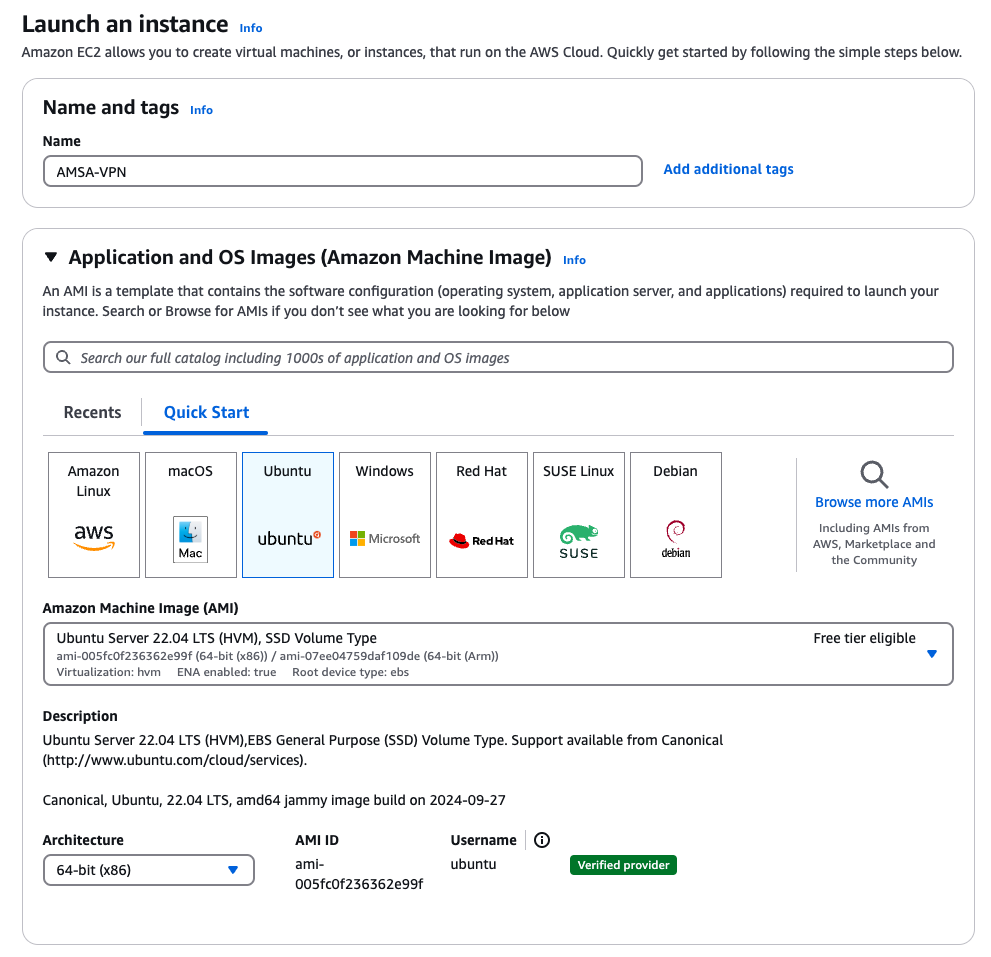 Launch an instance Info
Amazon EC2 allows you to create virtual machines, or instances, that run on the AWS Cloud. Quickly get started by following the simple steps below.
Name and tags Info
Name
AMSA-VPN
Add additional tags
Application and OS Images (Amazon Machine Image) Info
An AMI is a template that contains the software configuration (operating system, application server, and applications) required to launch your
instance. Search or Browse for AMIs if you don't see what you are looking for below
Search our full catalog including 1000s of application and OS images
Recents
Quick Start
Amazon
Linux
aws
macOS
Mac
Ubuntu
ubuntu
Windows
Microsoft
Red Hat
Red Hat
SUSE Linux
SUSE
Debian
debian
Browse more AMIs
Including AMIs from
AWS, Marketplace and
the Community
Amazon Machine Image (AMI)
Ubuntu Server 22.04 LTS (HVM), SSD Volume Type
Free tier eligible
ami-005fc0f236362e99f (64-bit (x86)) / ami-07ee04759daf109de (64-bit (Arm))
Virtualization: hvm ENA enabled: true Root device type: ebs
Description
Ubuntu Server 22.04 LTS (HVM),EBS General Purpose (SSD) Volume Type. Support available from Canonical
(http://www.ubuntu.com/cloud/services).
Canonical, Ubuntu, 22.04 LTS, amd64 jammy image build on 2024-09-27
Architecture
64-bit (x86)
AMI ID
ami-
005fc0f236362e99f
Username
ubuntu
Verified provider